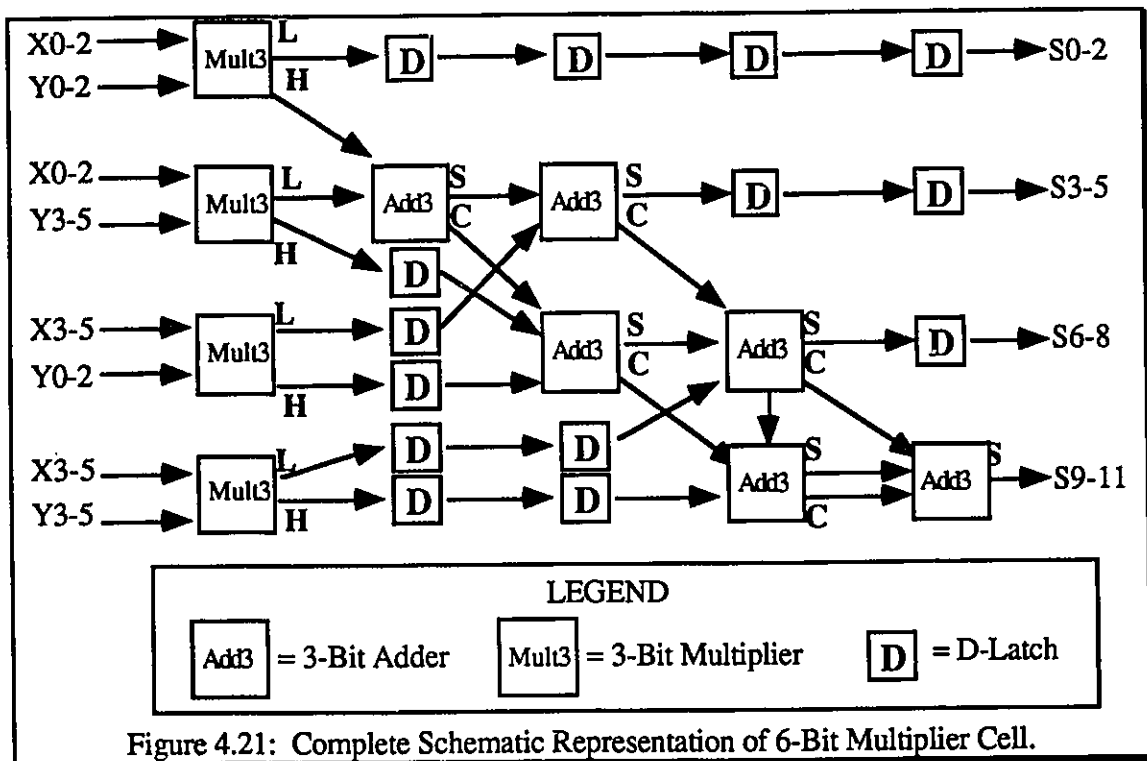 X0-2 Mult3 L D D D D S0-2
Y0-2 H
X0-2 Mult3 L Add3 S Add3 S D D S3-5
Y3-5 H C C
D
X3-5 Mult3 L D Add3 S Add3 S D S6-8
Y0-2 H D C C
X3-5 Mult3 L D D Add3 S Add3 S S9-11
Y3-5 H D D C
LEGEND
Add3 = 3-Bit Adder Mult3 = 3-Bit Multiplier D = D-Latch
Figure 4.21: Complete Schematic Representation of 6-Bit Multiplier Cell.